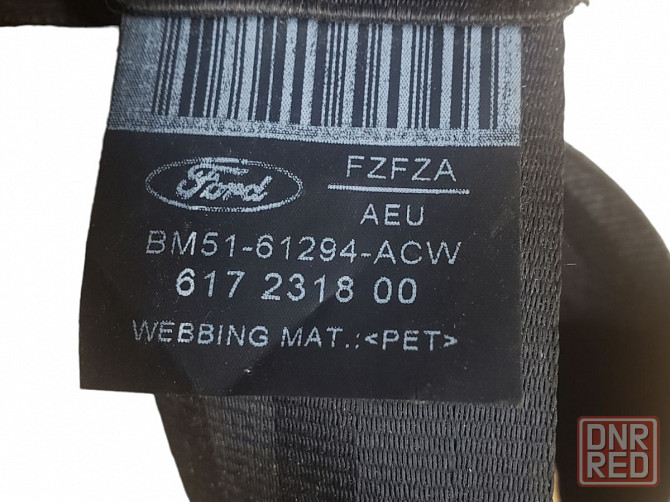 Ford
FZFZA
AEU
BM51-61294-ACW
617 2318 00
WEBBING MAT.:<PET>
DNR
RED